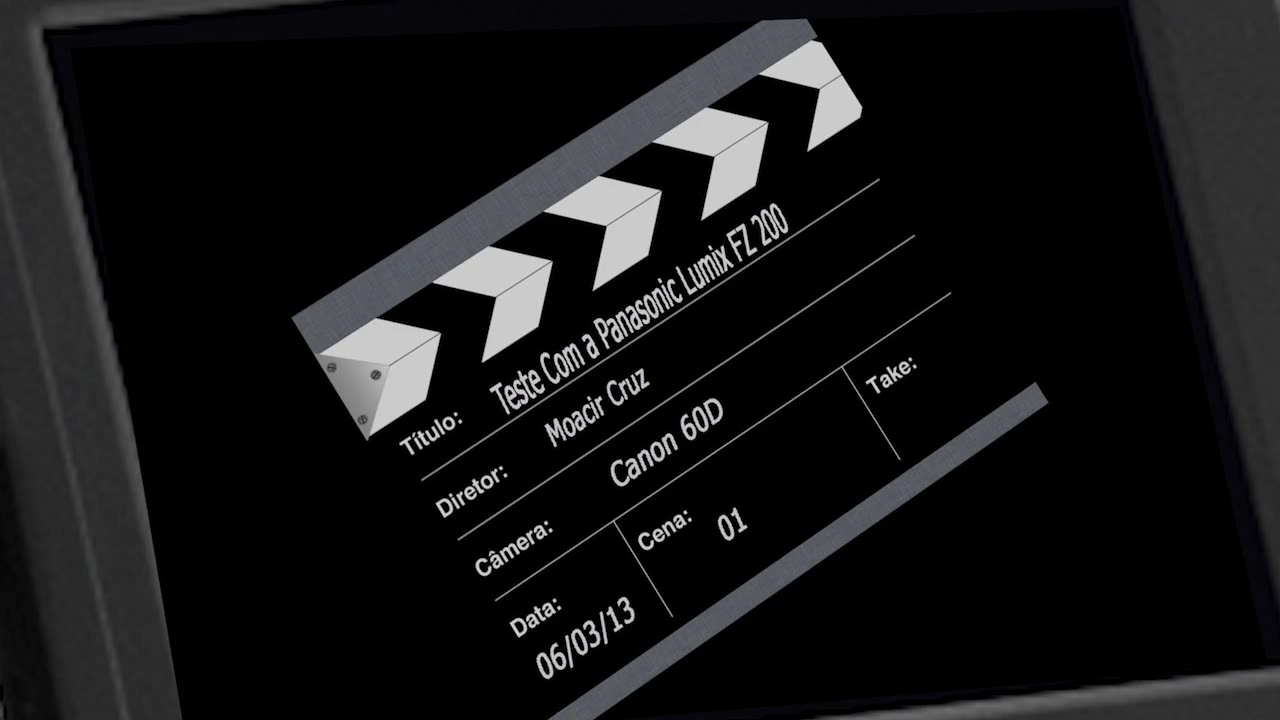 Título: Teste Com a Panasonic Lumix FZ 200
Diretor: Moacir Cruz
Câmera: Canon 60D
Data: 06/03/13
Cena: 01
Take: